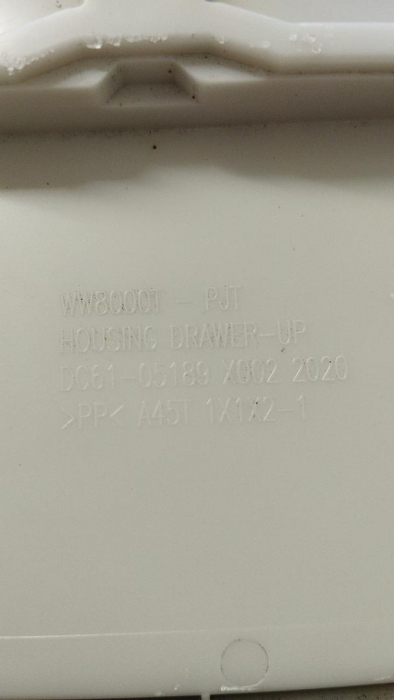 WW8000T - PJT
HOUSING DRAWER-UP
DC61-05189 X002 2020
>PP< A45T 1X1X2-1